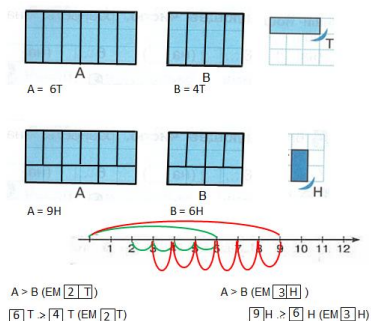 T
A
B
A = 6T
B = 4T
A
B
H
A = 9H
B = 6H
0 1 2 3 4 5 6 7 8 9 10 11 12
A > B (EM 2 T)
A > B (EM 3 H)
6 T .> 4 T (EM 2 T)
9 H .> 6 H (EM 3 H)